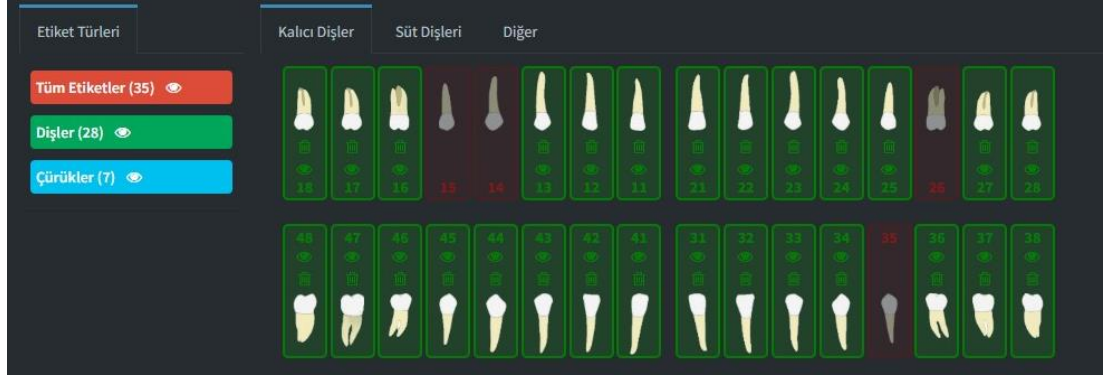 Etiket Türleri
Kalıcı Dişler Süt Dişleri Diğer
Tüm Etiketler (35)
Dişler (28)
Çürükler (7)
18 17 16 15 14 13 12 11 21 22 23 24 25 26 27 28
48 47 46 45 44 43 42 41 31 32 33 34 35 36 37 38